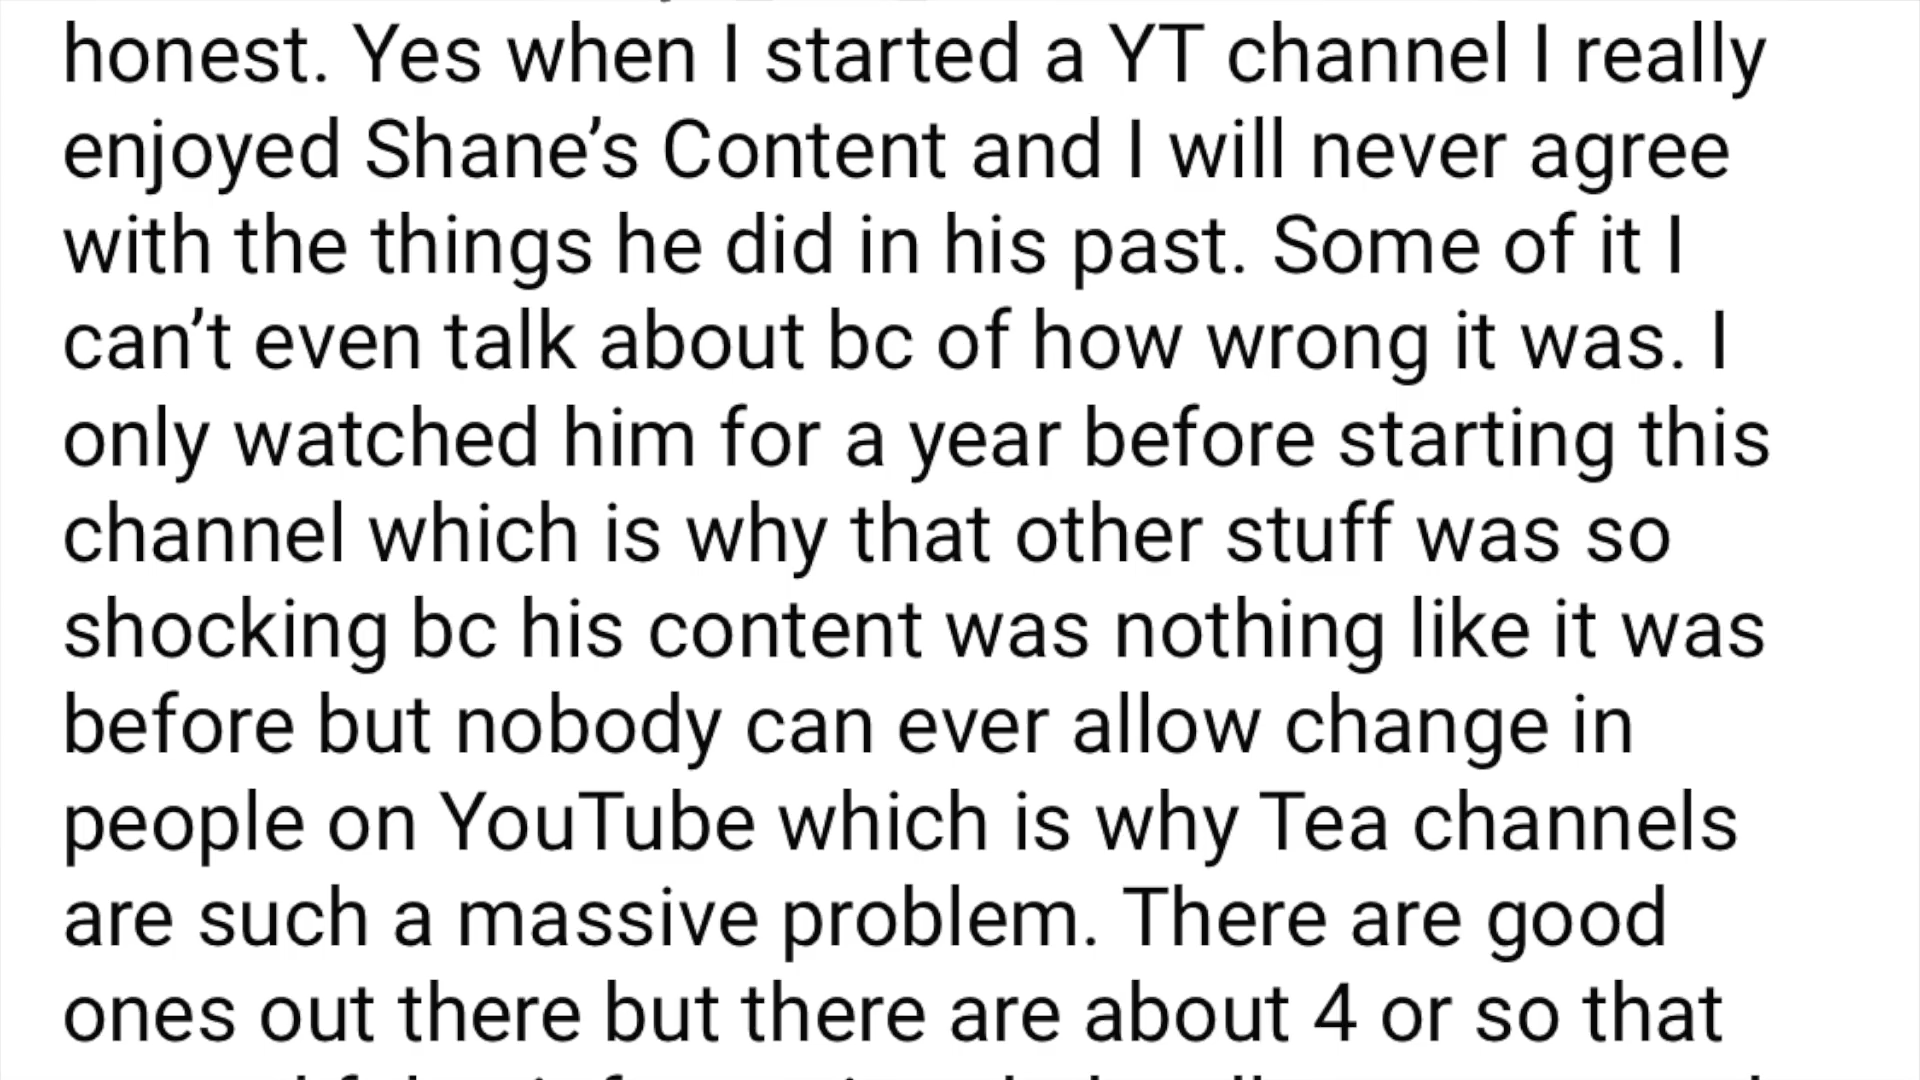 honest. Yes when I started a YT channel I really
enjoyed Shane’s Content and I will never agree
with the things he did in his past. Some of it I
can’t even talk about bc of how wrong it was. I
only watched him for a year before starting this
channel which is why that other stuff was so
shocking bc his content was nothing like it was
before but nobody can ever allow change in
people on YouTube which is why Tea channels
are such a massive problem. There are good
ones out there but there are about 4 or so that